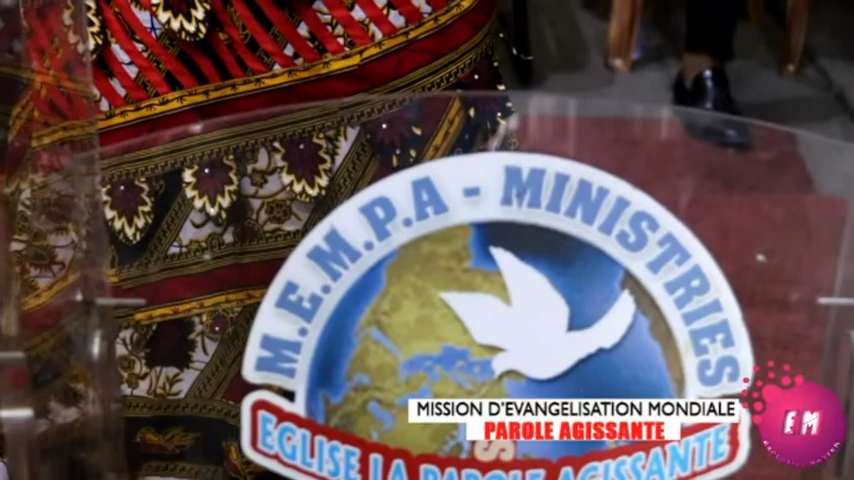 M.E.M.P.A - MINISTRIES
EGLISE LA PAROLE AGISSANTE
MISSION D'EVANGELISATION MONDIALE
PAROLE AGISSANTE
EM